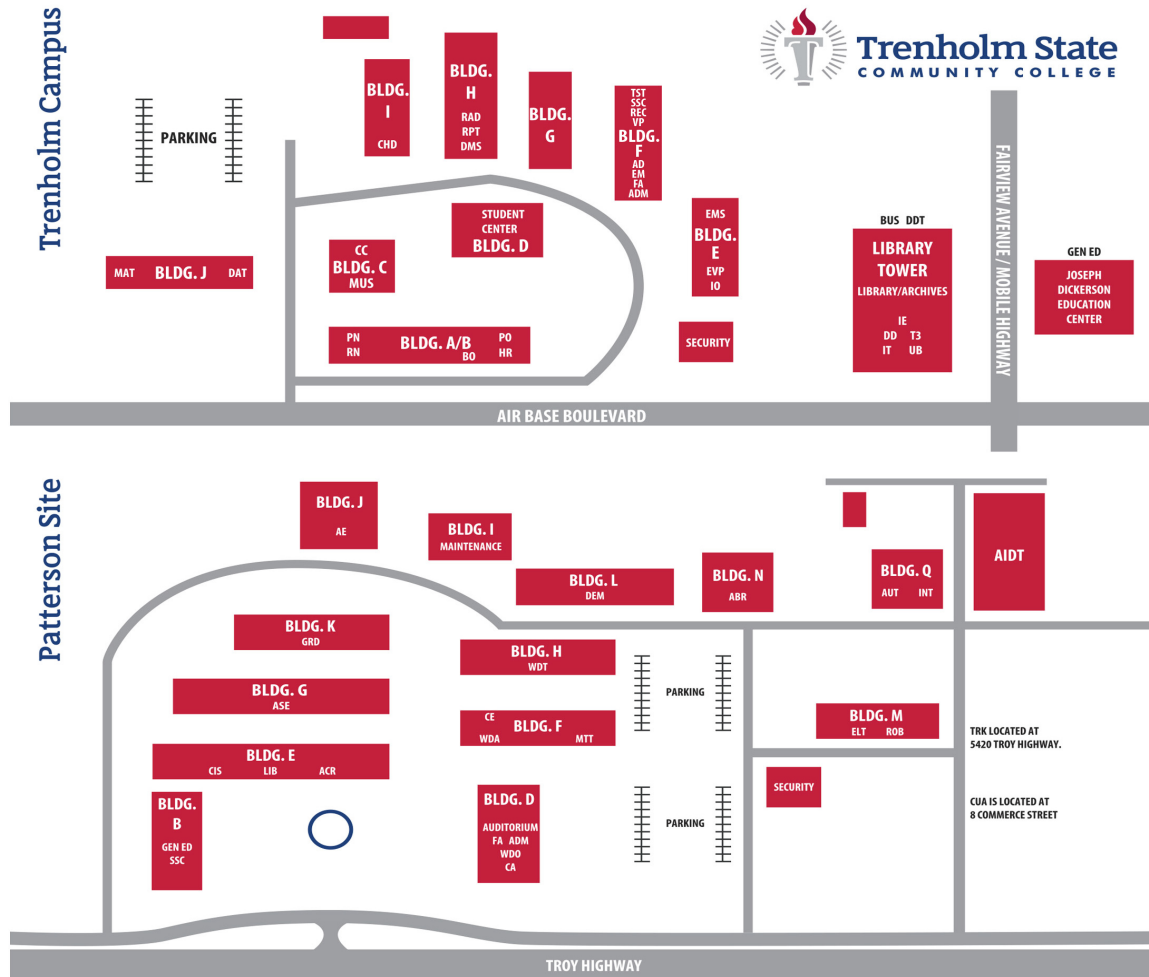 Trenholm Campus
Trenholm State
COMMUNITY COLLEGE
BLDG.
I
CHD
BLDG.
H
RAD
RPT
DMS
BLDG.
G
TST
SSC
REC
VP
BLDG.
F
AD
EM
FA
ADM
PARKING
FAIRVIEW AVENUE / MOBILE HIGHWAY
STUDENT
CENTER
BLDG. D
EMS
BLDG.
E
EVP
IO
BUS DDT
LIBRARY
TOWER
LIBRARY/ARCHIVES
IE
DD T3
IT UB
GEN ED
JOSEPH
DICKERSON
EDUCATION
CENTER
MAT BLDG. J DAT
CC
BLDG. C
MUS
PN BLDG. A/B PO
RN BO HR
SECURITY
AIR BASE BOULEVARD
Patterson Site
BLDG. J
AE
BLDG. I
MAINTENANCE
BLDG. L
DEM
BLDG. N
ABR
BLDG. Q
AUT INT
AIDT
BLDG. K
GRD
BLDG. H
WDT
BLDG. G
ASE
PARKING
CE
BLDG. F
WDA MTT
BLDG. M
ELT ROB
TRK LOCATED AT
5420 TROY HIGHWAY.
BLDG. E
CIS LIB ACR
SECURITY
BLDG.
B
GEN ED
SSC
BLDG. D
AUDITORIUM
FA ADM
WDO
CA
PARKING
CUA IS LOCATED AT
8 COMMERCE STREET
TROY HIGHWAY